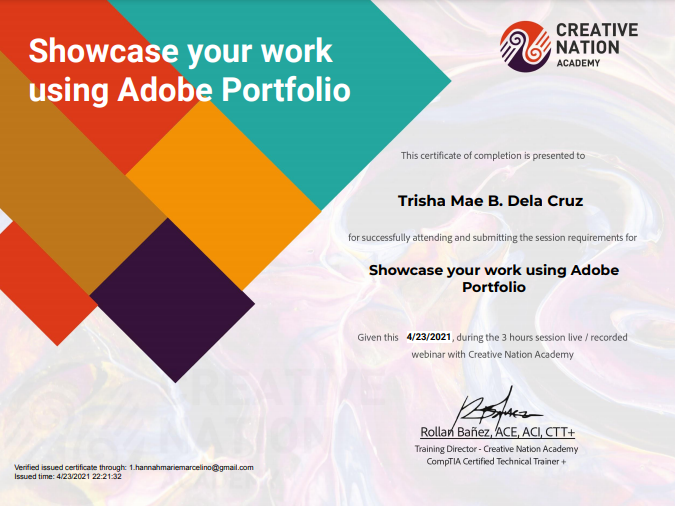 Showcase your work
using Adobe Portfolio
CREATIVE
NATION
ACADEMY
This certificate of completion is presented to
Trisha Mae B. Dela Cruz
for successfully attending and submitting the session requirements for
Showcase your work using Adobe
Portfolio
Given this 4/23/2021, during the 3 hours session live / recorded
webinar with Creative Nation Academy
CREATIVE
Rollan Bañez, ACE, ACI, CTT+
Training Director - Creative Nation Academy
CompTIA Certified Technical Trainer +
Verified issued certificate through: 1.hannahmariemarcelino@gmail.com
Issued time: 4/23/2021 22:21:32